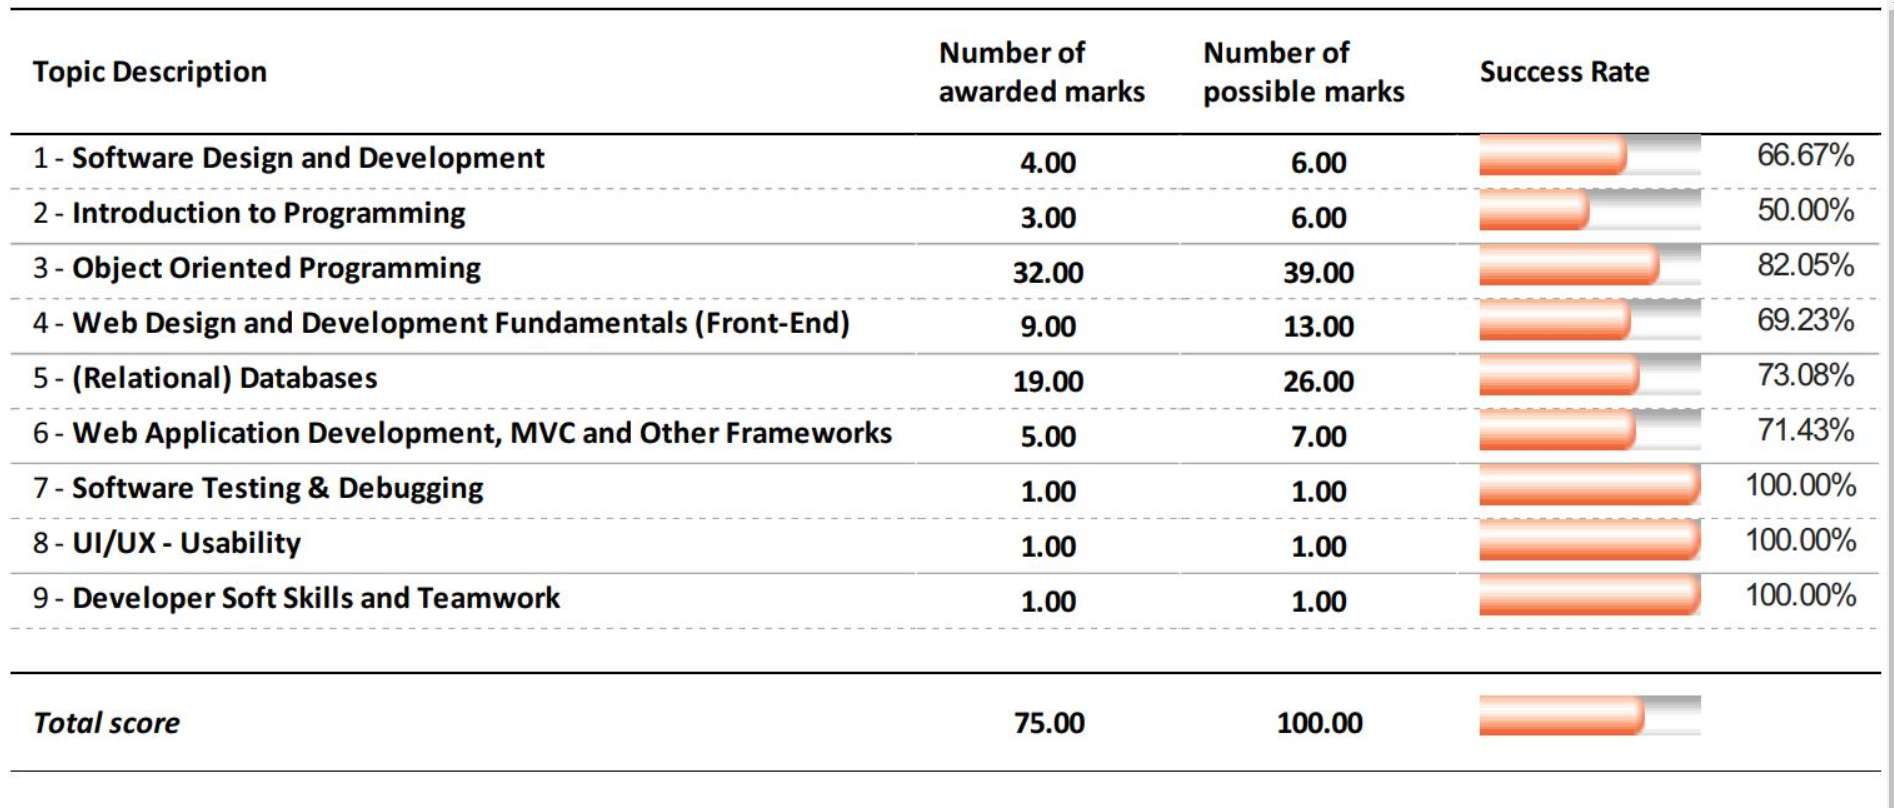 Topic Description Number of awarded marks Number of possible marks Success Rate
1 - Software Design and Development 4.00 6.00 66.67%
2 - Introduction to Programming 3.00 6.00 50.00%
3 - Object Oriented Programming 32.00 39.00 82.05%
4 - Web Design and Development Fundamentals (Front-End) 9.00 13.00 69.23%
5 - (Relational) Databases 19.00 26.00 73.08%
6 - Web Application Development, MVC and Other Frameworks 5.00 7.00 71.43%
7 - Software Testing & Debugging 1.00 1.00 100.00%
8 - UI/UX - Usability 1.00 1.00 100.00%
9 - Developer Soft Skills and Teamwork 1.00 1.00 100.00%
Total score 75.00 100.00